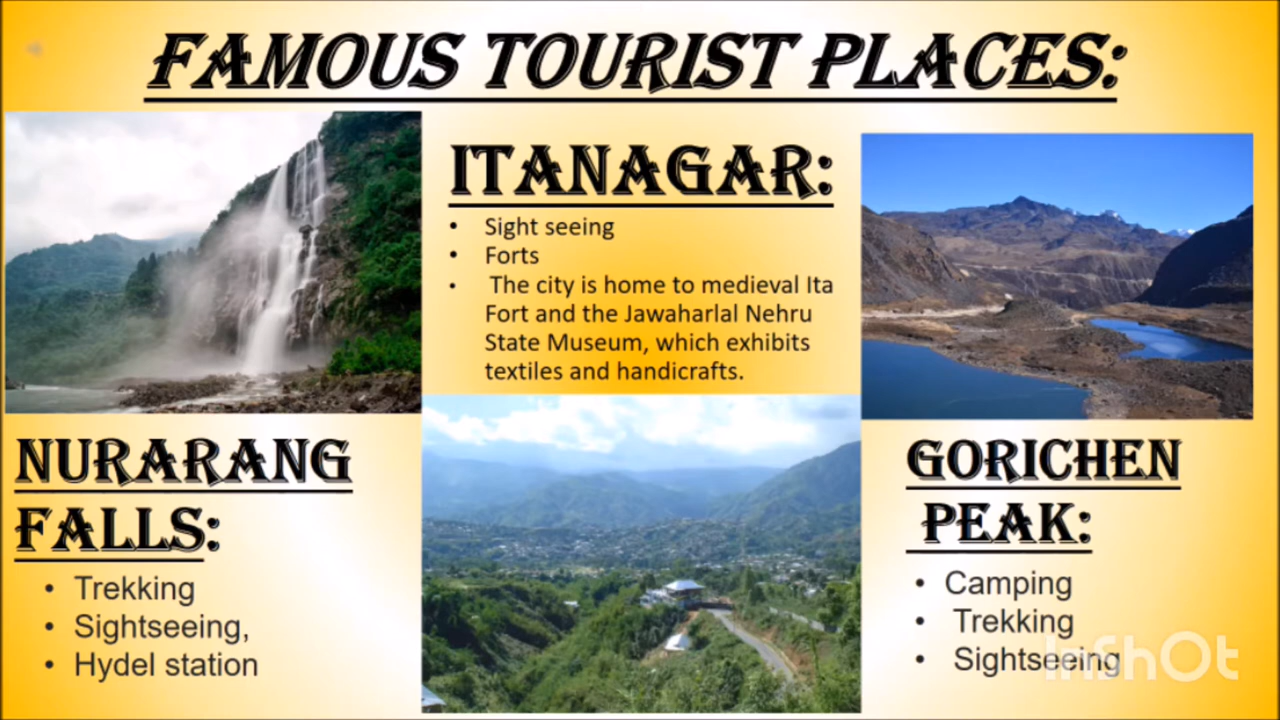 FAMOUS TOURIST PLACES:
ITANAGAR:
• Sight seeing
• Forts
• The city is home to medieval Ita
Fort and the Jawaharlal Nehru
State Museum, which exhibits
textiles and handicrafts.
NURARANG
FALLS:
• Trekking
• Sightseeing,
• Hydel station
GORICHEN
PEAK:
• Camping
• Trekking
• Sightseeing
InShOt